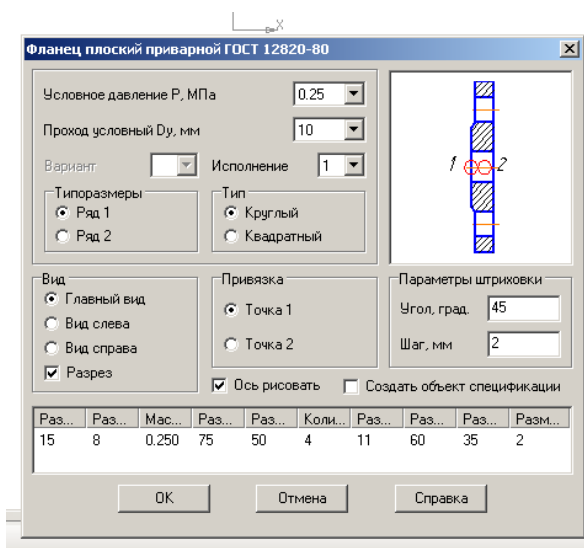 X
Фланец плоский приварной ГОСТ 12820-80
Условное давление P, МПа 0.25
Проход условный Dy, мм 10
Вариант Исполнение 1
Типоразмеры
Ряд 1
Ряд 2
Тип
Круглый
Квадратный
1 2
Вид
Главный вид
Вид слева
Вид справа
Разрез
Привязка
Точка 1
Точка 2
Параметры штриховки
Угол, град. 45
Шаг, мм 2
Ось рисовать Создать объект спецификации
Раз... Раз... Мас... Раз... Раз... Коли... Раз... Раз... Раз... Разм...
15 8 0.250 75 50 4 11 60 35 2
OK Отмена Справка